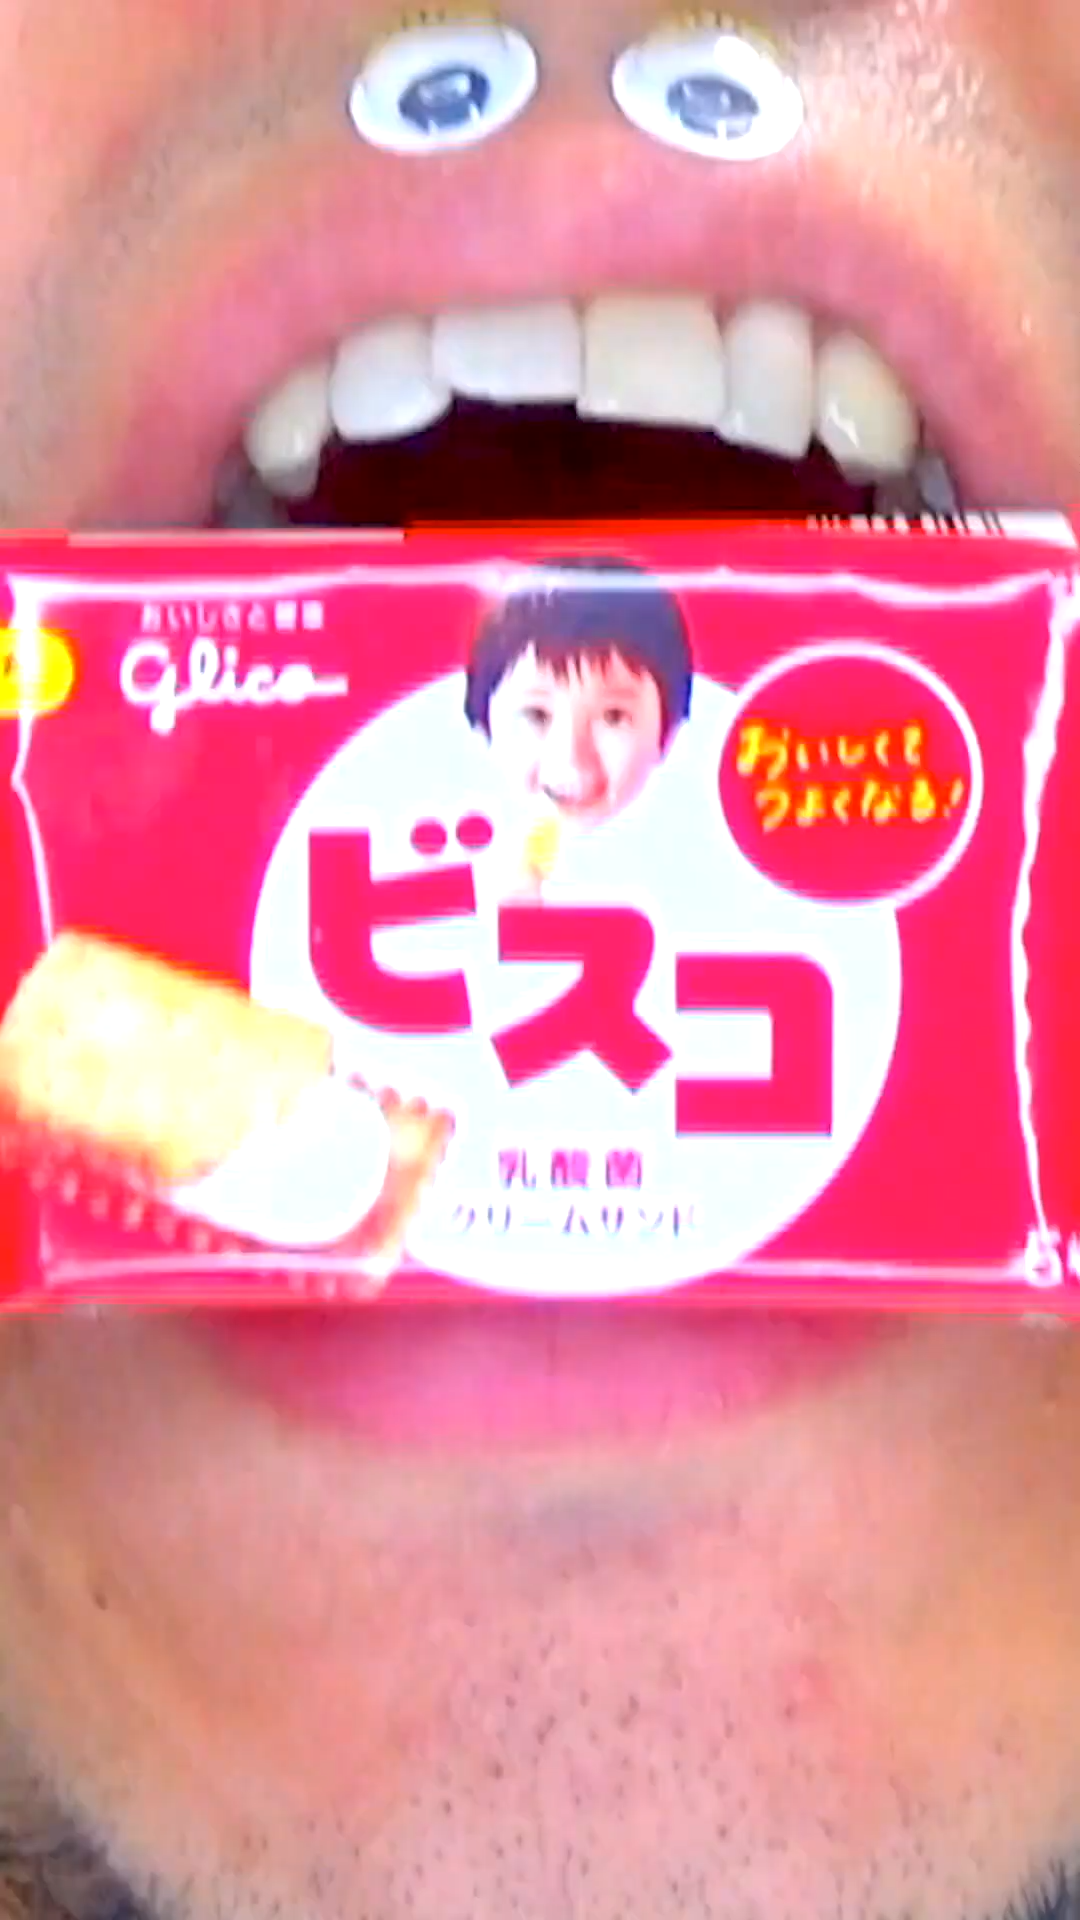 おいしさと健康
Glico
おいしくて
つよくなる!
ビスコ
乳酸菌
クリームサンド